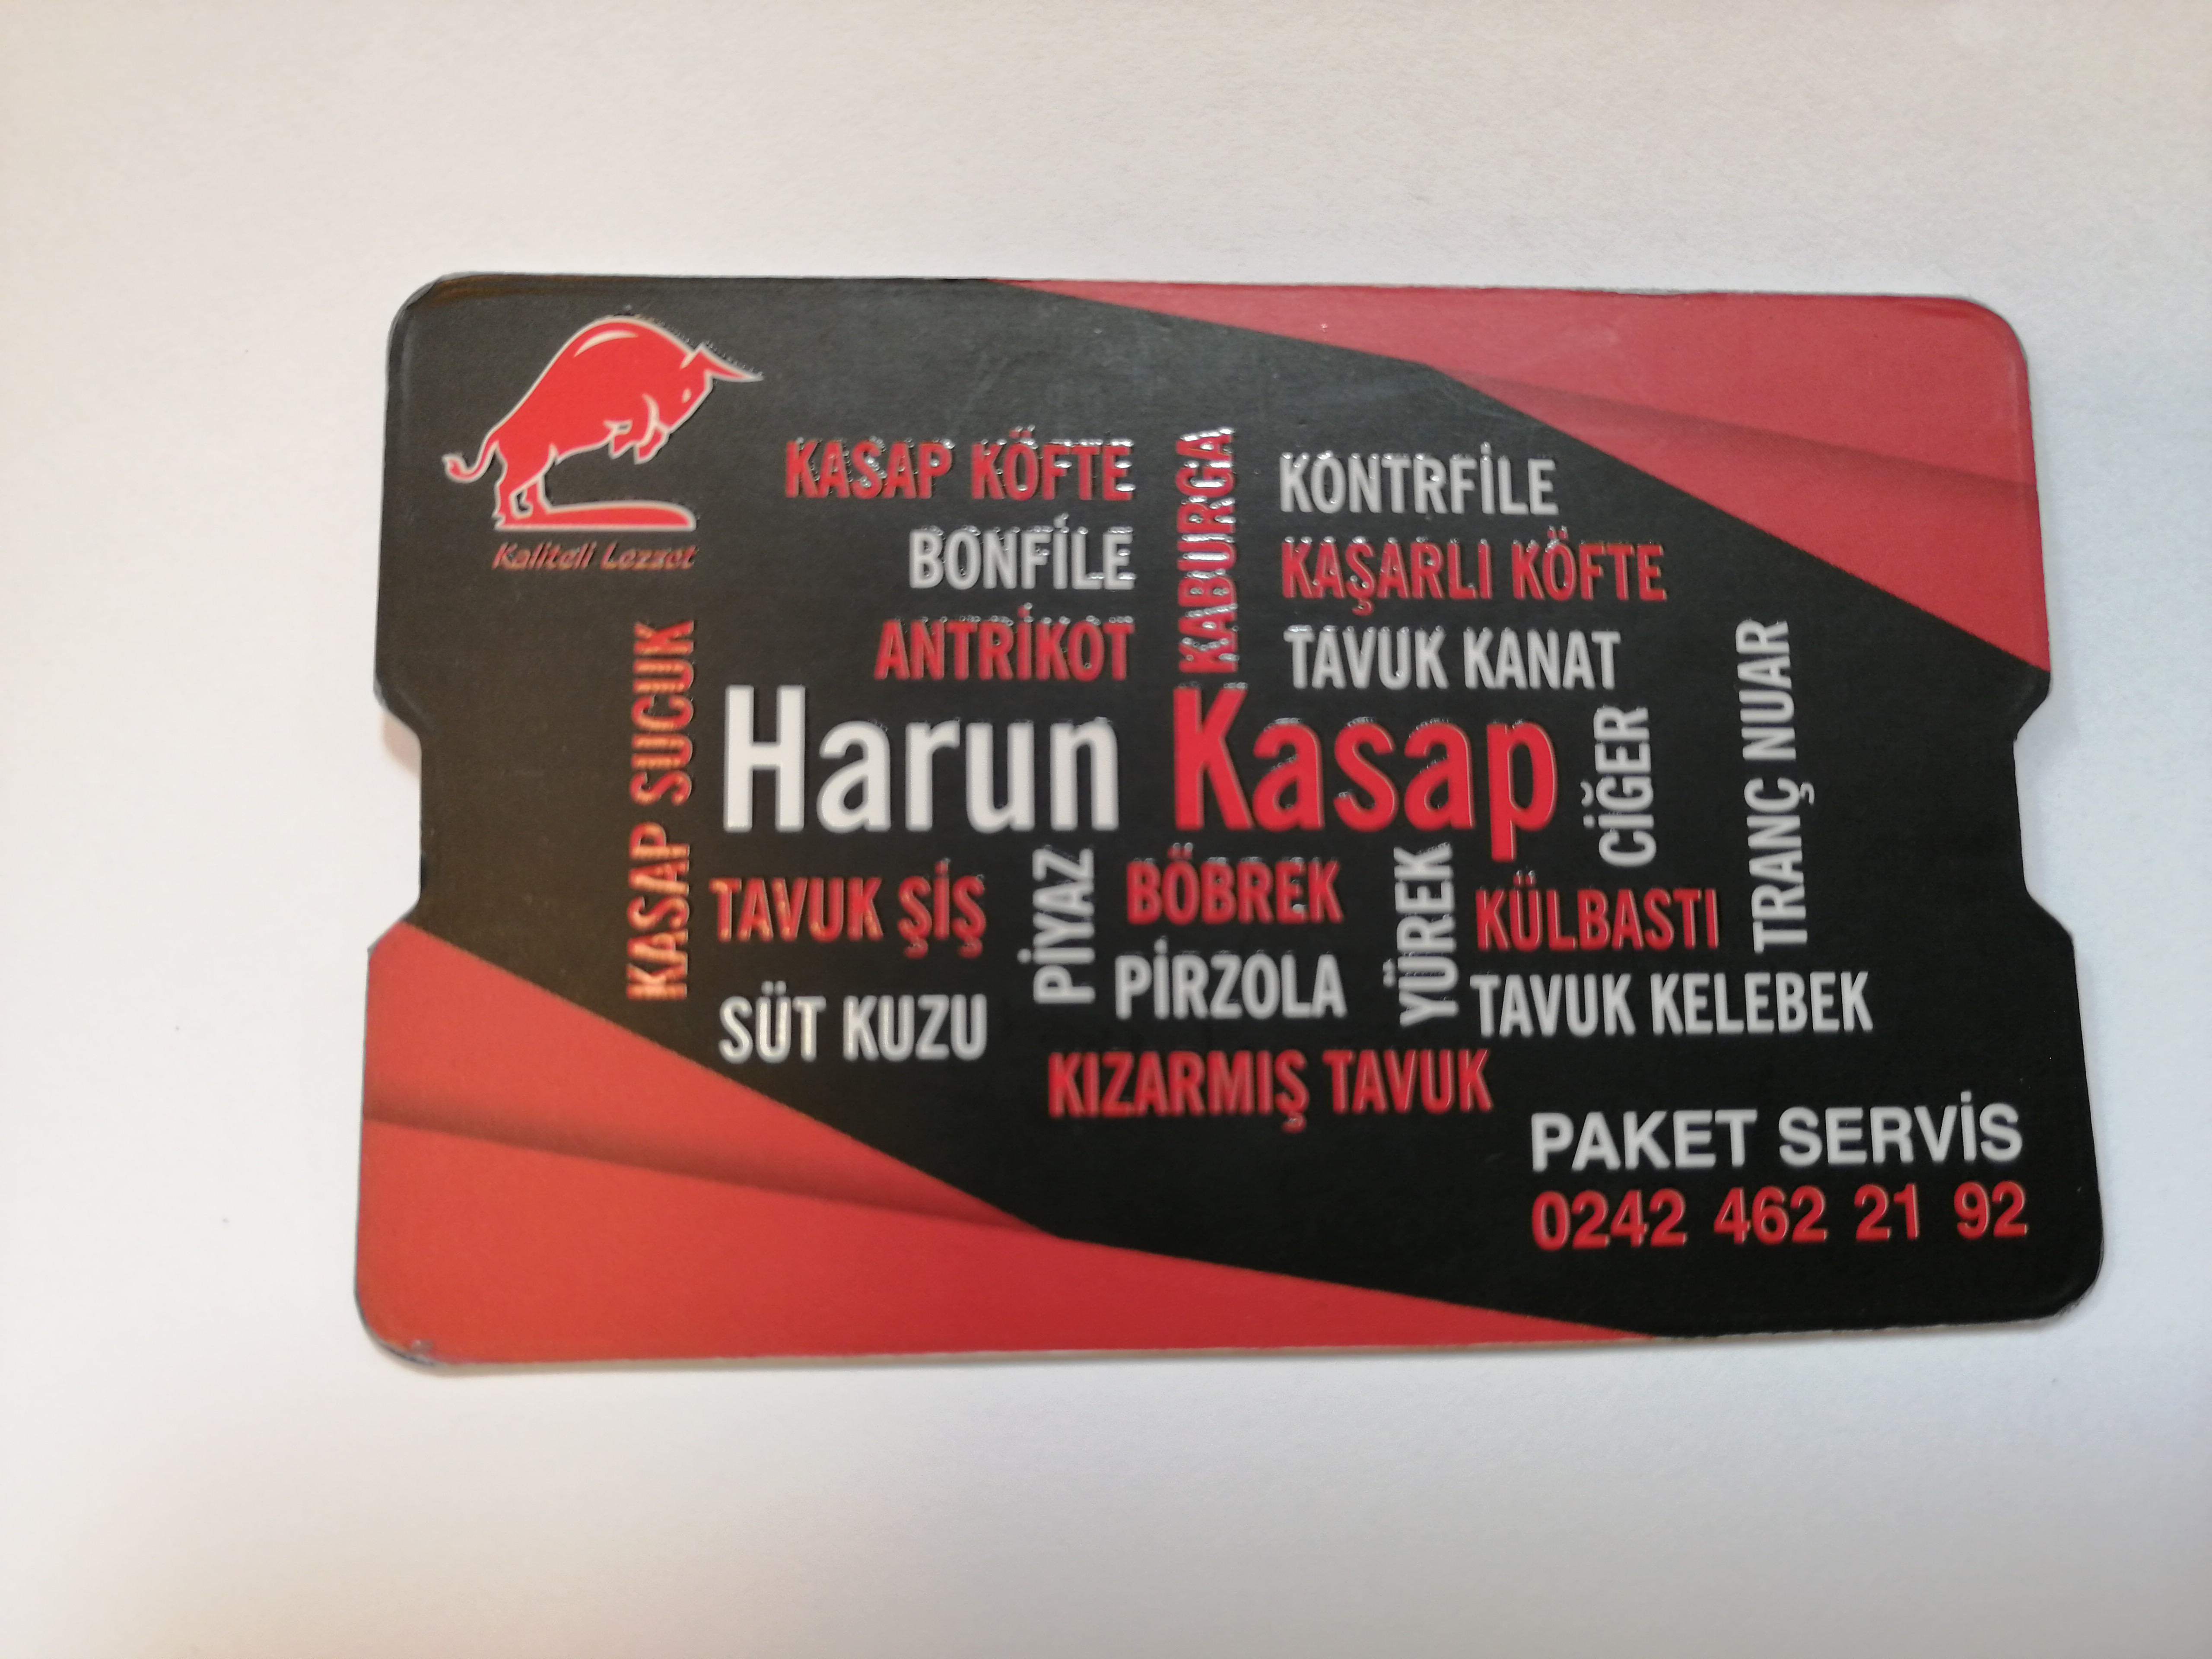 Kaliteli Lezzet
KASAP KÖFTE
BONFİLE
ANTRİKOT
KABURGA
KONTRFİLE
KAŞARLI KÖFTE
TAVUK KANAT
KASAP SUCUK
Harun Kasap
CİĞER
TRANÇ NUAR
TAVUK ŞİŞ
SÜT KUZU
PİYAZ
BÖBREK
PİRZOLA
YÜREK
KÜLBASTI
TAVUK KELEBEK
KIZARMIŞ TAVUK
PAKET SERVİS
0242 462 21 92